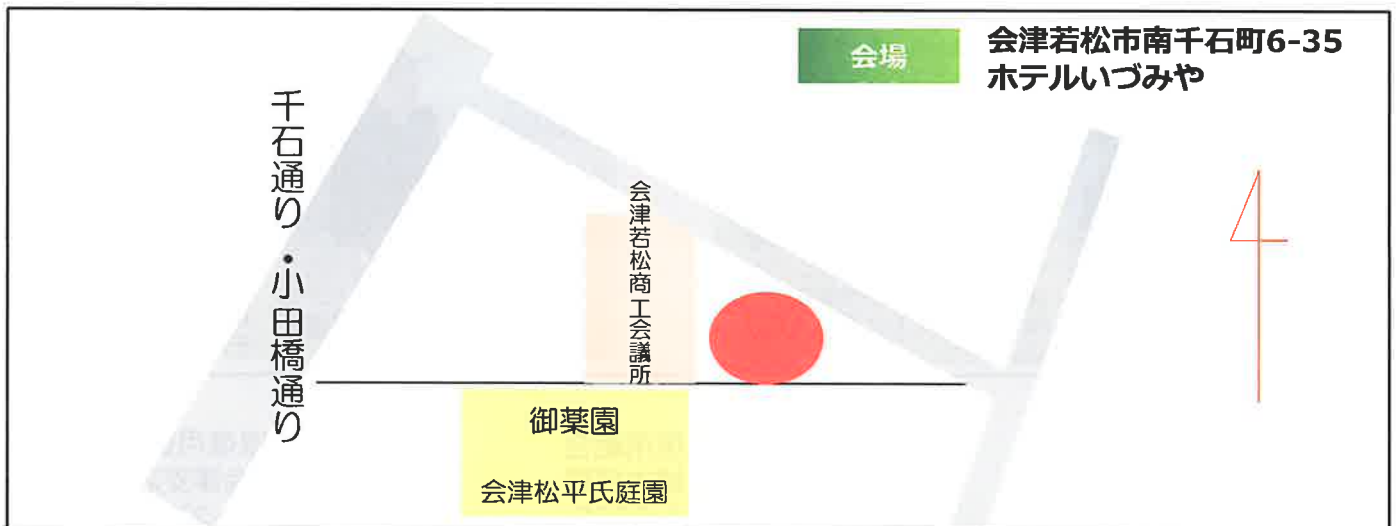 会場
会津若松市南千石町6-35
ホテルいづみや
千石通り・小田橋通り
会津若松商工会議所
御薬園
会津松平氏庭園